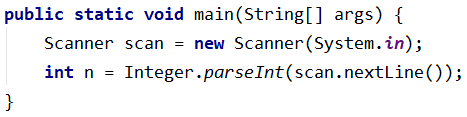 public static void main(String[] args) {
    Scanner scan = new Scanner(System.in);
    int n = Integer.parseInt(scan.nextLine());
}